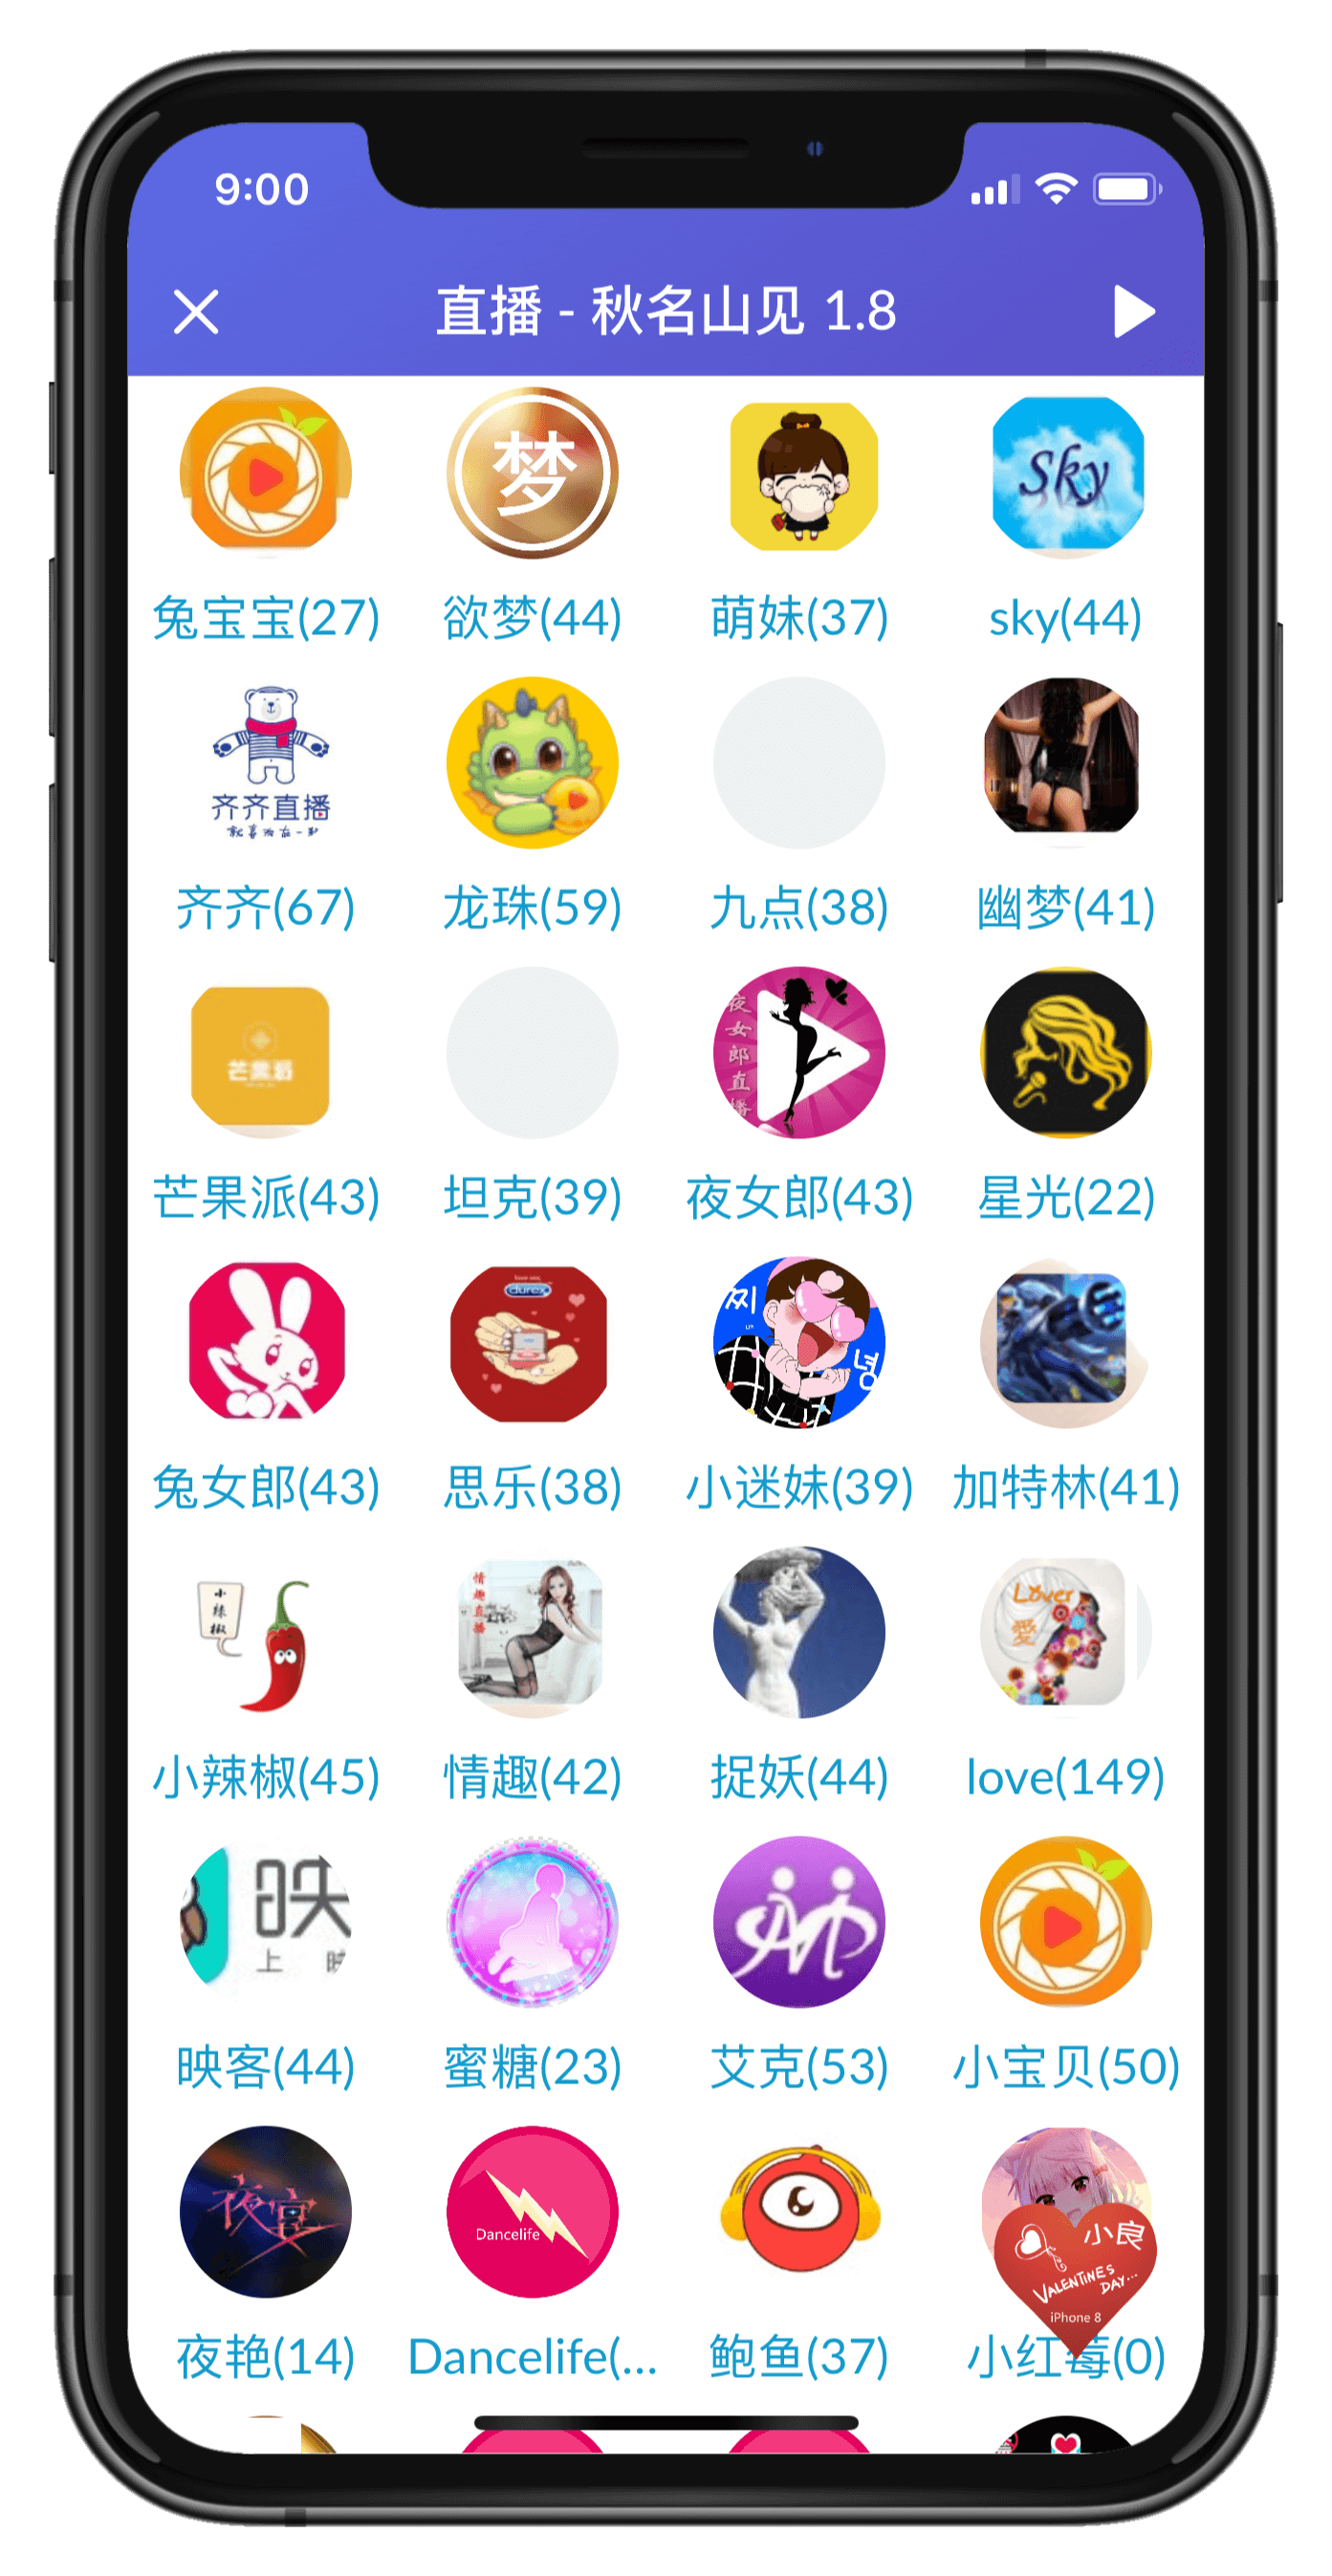 9:00
直播 - 秋名山见 1.8
梦
Sky
兔宝宝(27) 欲梦(44) 萌妹(37) sky(44)
齐齐直播
齐齐(67) 龙珠(59) 九点(38) 幽梦(41)
芒果派
夜女郎直播
芒果派(43) 坦克(39) 夜女郎(43) 星光(22)
durex
찌
녕
兔女郎(43) 思乐(38) 小迷妹(39) 加特林(41)
小辣椒
情趣直播
Lover
愛
小辣椒(45) 情趣(42) 捉妖(44) love(149)
映
上
映客(44) 蜜糖(23) 艾克(53) 小宝贝(50)
夜宴
Dancelife
小良
VALENTINES DAY...
iPhone 8
夜艳(14) Dancelife(... 鲍鱼(37) 小红莓(0)